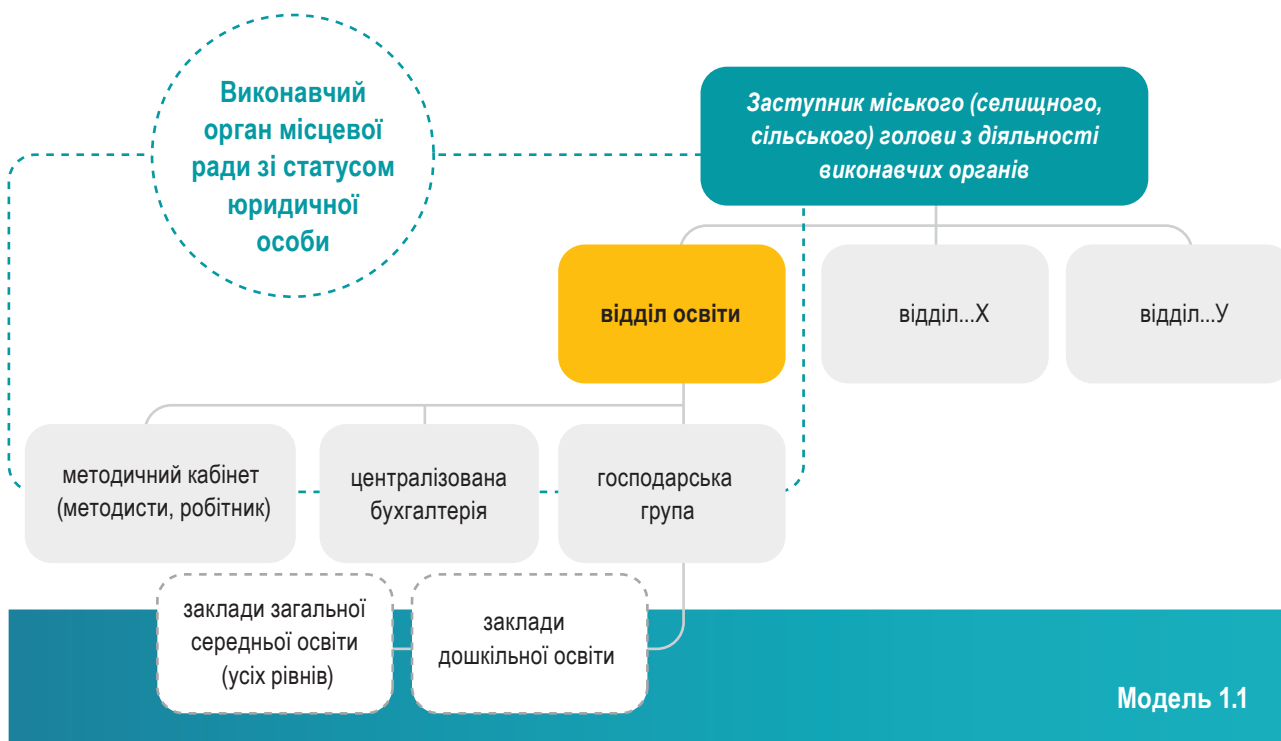 Виконавчий
орган місцевої
ради зі статусом
юридичної
особи
Заступник міського (селищного,
сільського) голови з діяльності
виконавчих органів
відділ освіти
відділ...Х
відділ...У
методичний кабінет
(методисти, робітник)
централізована
бухгалтерія
господарська
група
заклади загальної
середньої освіти
(усіх рівнів)
заклади
дошкільної освіти
Модель 1.1